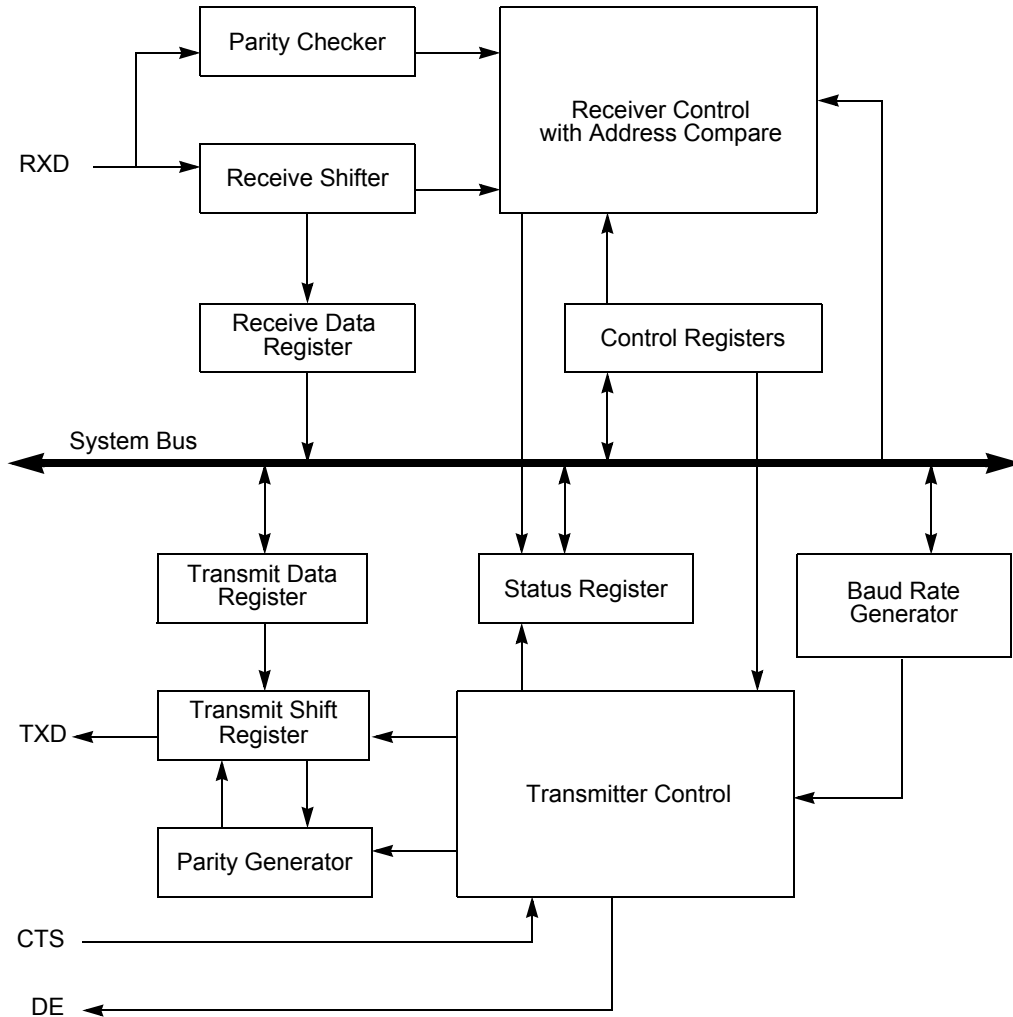 Parity Checker
Receiver Control
with Address Compare
RXD
Receive Shifter
Receive Data
Register
Control Registers
System Bus
Transmit Data
Register
Status Register
Baud Rate
Generator
TXD
Transmit Shift
Register
Transmitter Control
Parity Generator
CTS
DE